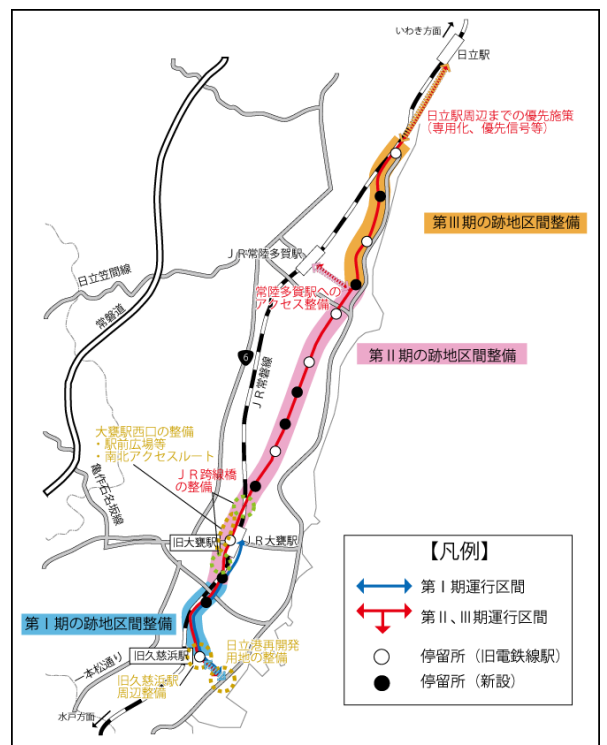 いわき方面
日立駅
日立駅周辺までの優先施策
（専用化、優先信号等）
第Ⅲ期の跡地区間整備
ＪＲ常陸多賀駅
日立笠間線
常陸多賀駅への
アクセス整備
常磐道
6
ＪＲ常磐線
第Ⅱ期の跡地区間整備
大甕駅西口の整備
・駅前広場等
・南北アクセスルート
ＪＲ跨線橋
の整備
亀作石名坂線
旧大甕駅
ＪＲ大甕駅
第Ⅰ期の跡地区間整備
日立港再開発
用地の整備
旧久慈浜駅
一本松通り
旧久慈浜駅
周辺整備
水戸方面
【凡例】
第Ⅰ期運行区間
第Ⅱ、Ⅲ期運行区間
停留所（旧電鉄線駅）
停留所（新設）